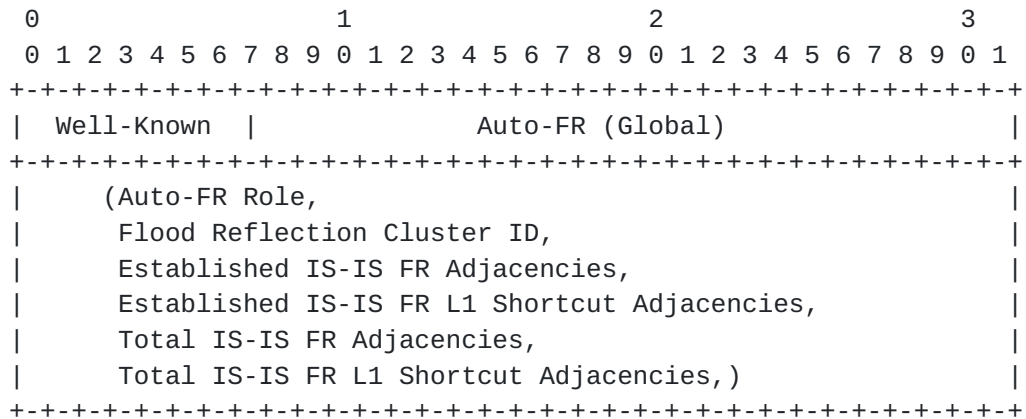 0                   1                   2                   3
 0 1 2 3 4 5 6 7 8 9 0 1 2 3 4 5 6 7 8 9 0 1 2 3 4 5 6 7 8 9 0 1
+-+-+-+-+-+-+-+-+-+-+-+-+-+-+-+-+-+-+-+-+-+-+-+-+-+-+-+-+-+-+-+-+
|  Well-Known  |              Auto-FR (Global)                  |
+-+-+-+-+-+-+-+-+-+-+-+-+-+-+-+-+-+-+-+-+-+-+-+-+-+-+-+-+-+-+-+-+
|     (Auto-FR Role,                                            |
|      Flood Reflection Cluster ID,                             |
|      Established IS-IS FR Adjacencies,                        |
|      Established IS-IS FR L1 Shortcut Adjacencies,            |
|      Total IS-IS FR Adjacencies,                              |
|      Total IS-IS FR L1 Shortcut Adjacencies,)                 |
+-+-+-+-+-+-+-+-+-+-+-+-+-+-+-+-+-+-+-+-+-+-+-+-+-+-+-+-+-+-+-+-+